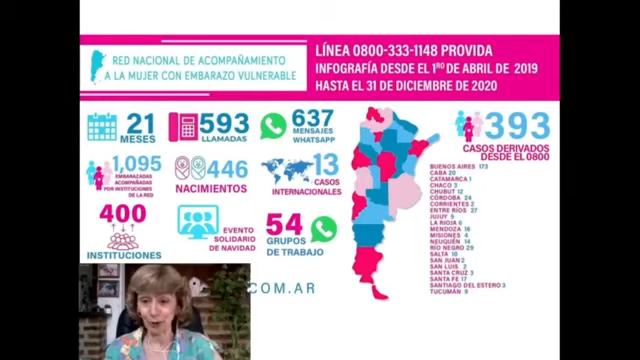 RED NACIONAL DE ACOMPAÑAMIENTO
A LA MUJER CON EMBARAZO VULNERABLE
LÍNEA 0800-333-1148 PROVIDA
INFOGRAFÍA DESDE EL 1RO DE ABRIL DE 2019
HASTA EL 31 DE DICIEMBRE DE 2020
21
MESES
593
LLAMADAS
637
MENSAJES
WHATSAPP
393
CASOS DERIVADOS
DESDE EL 0800
1,095
EMBARAZADAS
ACOMPAÑADAS
POR INSTITUCIONES
DE LA RED
446
NACIMIENTOS
13
CASOS
INTERNACIONALES
400
INSTITUCIONES
EVENTO
SOLIDARIO
DE NAVIDAD
54
GRUPOS
DE TRABAJO
BUENOS AIRES 173
CABA 20
CATAMARCA 1
CHACO 3
CHUBUT 12
CÓRDOBA 24
CORRIENTES 2
ENTRE RÍOS 27
JUJUY 5
LA RIOJA 6
MENDOZA 18
MISIONES 4
NEUQUÉN 14
RÍO NEGRO 29
SALTA 10
SAN JUAN 2
SAN LUIS 2
SANTA CRUZ 3
SANTA FE 17
SANTIAGO DEL ESTERO 3
TUCUMÁN 9
.COM.AR